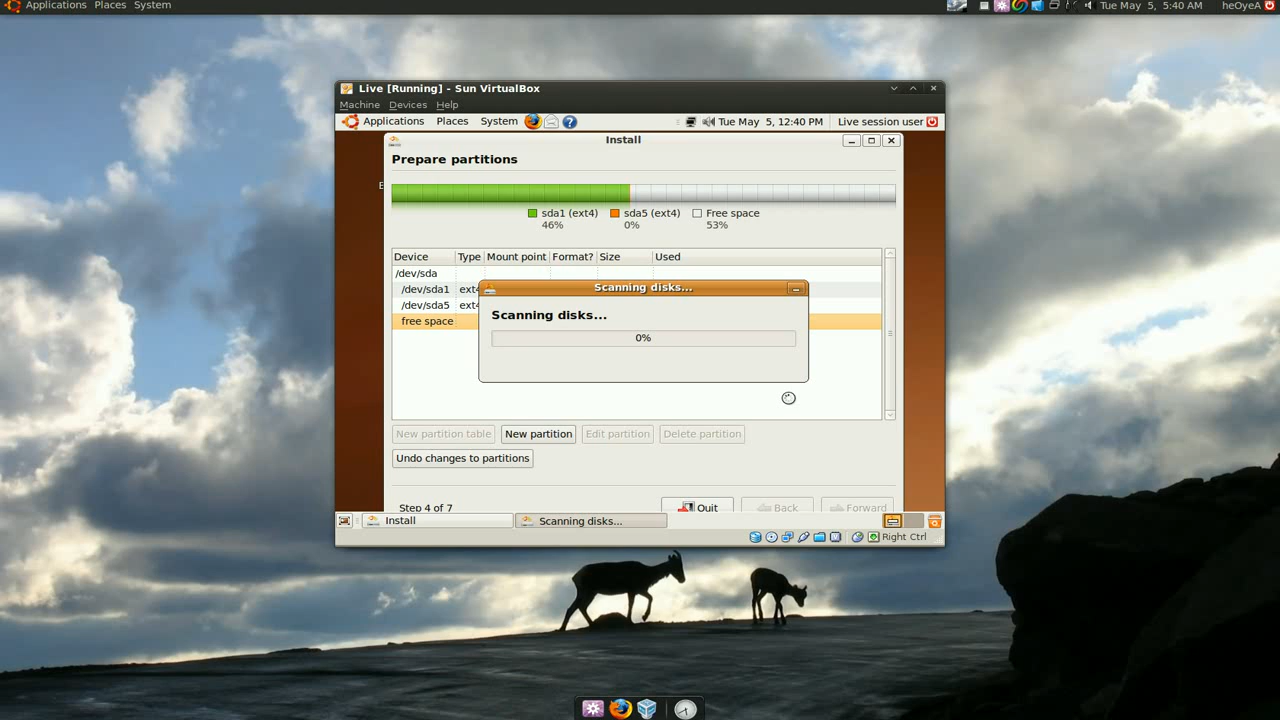 Applications Places System Tue May 5, 5:40 AM heOyeA
Live [Running] - Sun VirtualBox
Machine Devices Help
Applications Places System Tue May 5, 12:40 PM Live session user
Install
Prepare partitions
sda1 (ext4) sda5 (ext4) Free space
46% 0% 53%
Device Type Mount point Format? Size Used
/dev/sda
/dev/sda1 ext4
/dev/sda5 ext4
free space
Scanning disks...
Scanning disks...
0%
New partition table New partition Edit partition Delete partition
Undo changes to partitions
Step 4 of 7 Quit Back Forward
Install Scanning disks...
Right Ctrl